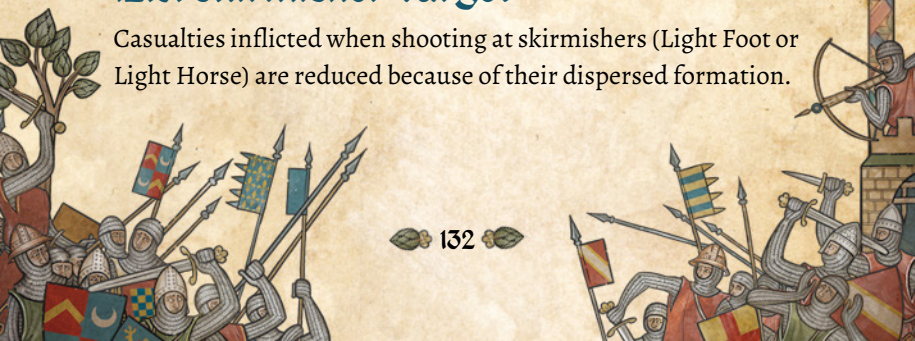 Casualties inflicted when shooting at skirmishers (Light Foot or
Light Horse) are reduced because of their dispersed formation.
132